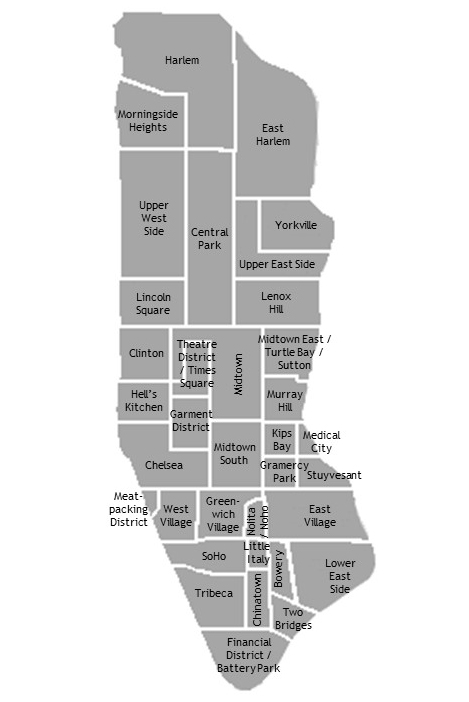 Harlem
Morningside
Heights
East
Harlem
Upper
West
Side
Central
Park
Yorkville
Upper East Side
Lincoln
Square
Lenox
Hill
Clinton
Theatre
District
/ Times
Square
Midtown
Midtown East /
Turtle Bay /
Sutton
Hell's
Kitchen
Garment
District
Murray
Hill
Chelsea
Midtown
South
Kips
Bay
Medical
City
Gramercy
Park
Stuyvesant
Meat-
packing
District
West
Village
Green-
wich
Village
Nolita
/ Noho
East
Village
SoHo
Little
Italy
Bowery
Lower
East
Side
Tribeca
Chinatown
Two
Bridges
Financial
District /
Battery Park